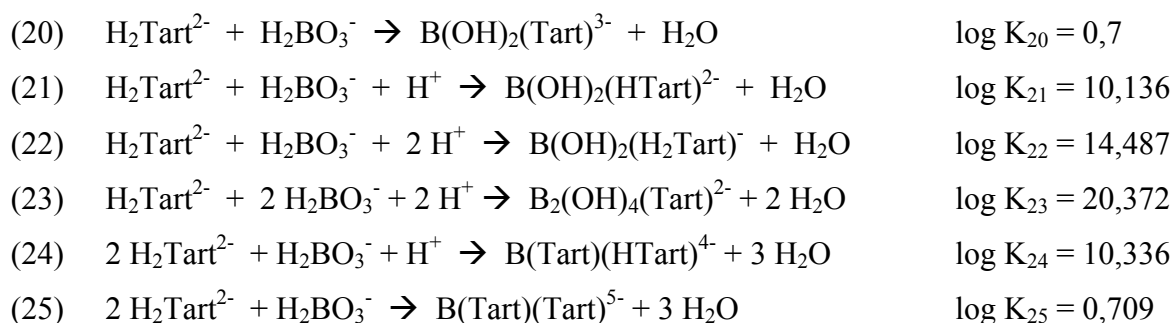 (20) H₂Tart²⁻ + H₂BO₃⁻ → B(OH)₂(Tart)³⁻ + H₂O log K₂₀ = 0,7
(21) H₂Tart²⁻ + H₂BO₃⁻ + H⁺ → B(OH)₂(HTart)²⁻ + H₂O log K₂₁ = 10,136
(22) H₂Tart²⁻ + H₂BO₃⁻ + 2 H⁺ → B(OH)₂(H₂Tart)⁻ + H₂O log K₂₂ = 14,487
(23) H₂Tart²⁻ + 2 H₂BO₃⁻ + 2 H⁺ → B₂(OH)₄(Tart)²⁻ + 2 H₂O log K₂₃ = 20,372
(24) 2 H₂Tart²⁻ + H₂BO₃⁻ + H⁺ → B(Tart)(HTart)⁴⁻ + 3 H₂O log K₂₄ = 10,336
(25) 2 H₂Tart²⁻ + H₂BO₃⁻ → B(Tart)(Tart)⁵⁻ + 3 H₂O log K₂₅ = 0,709